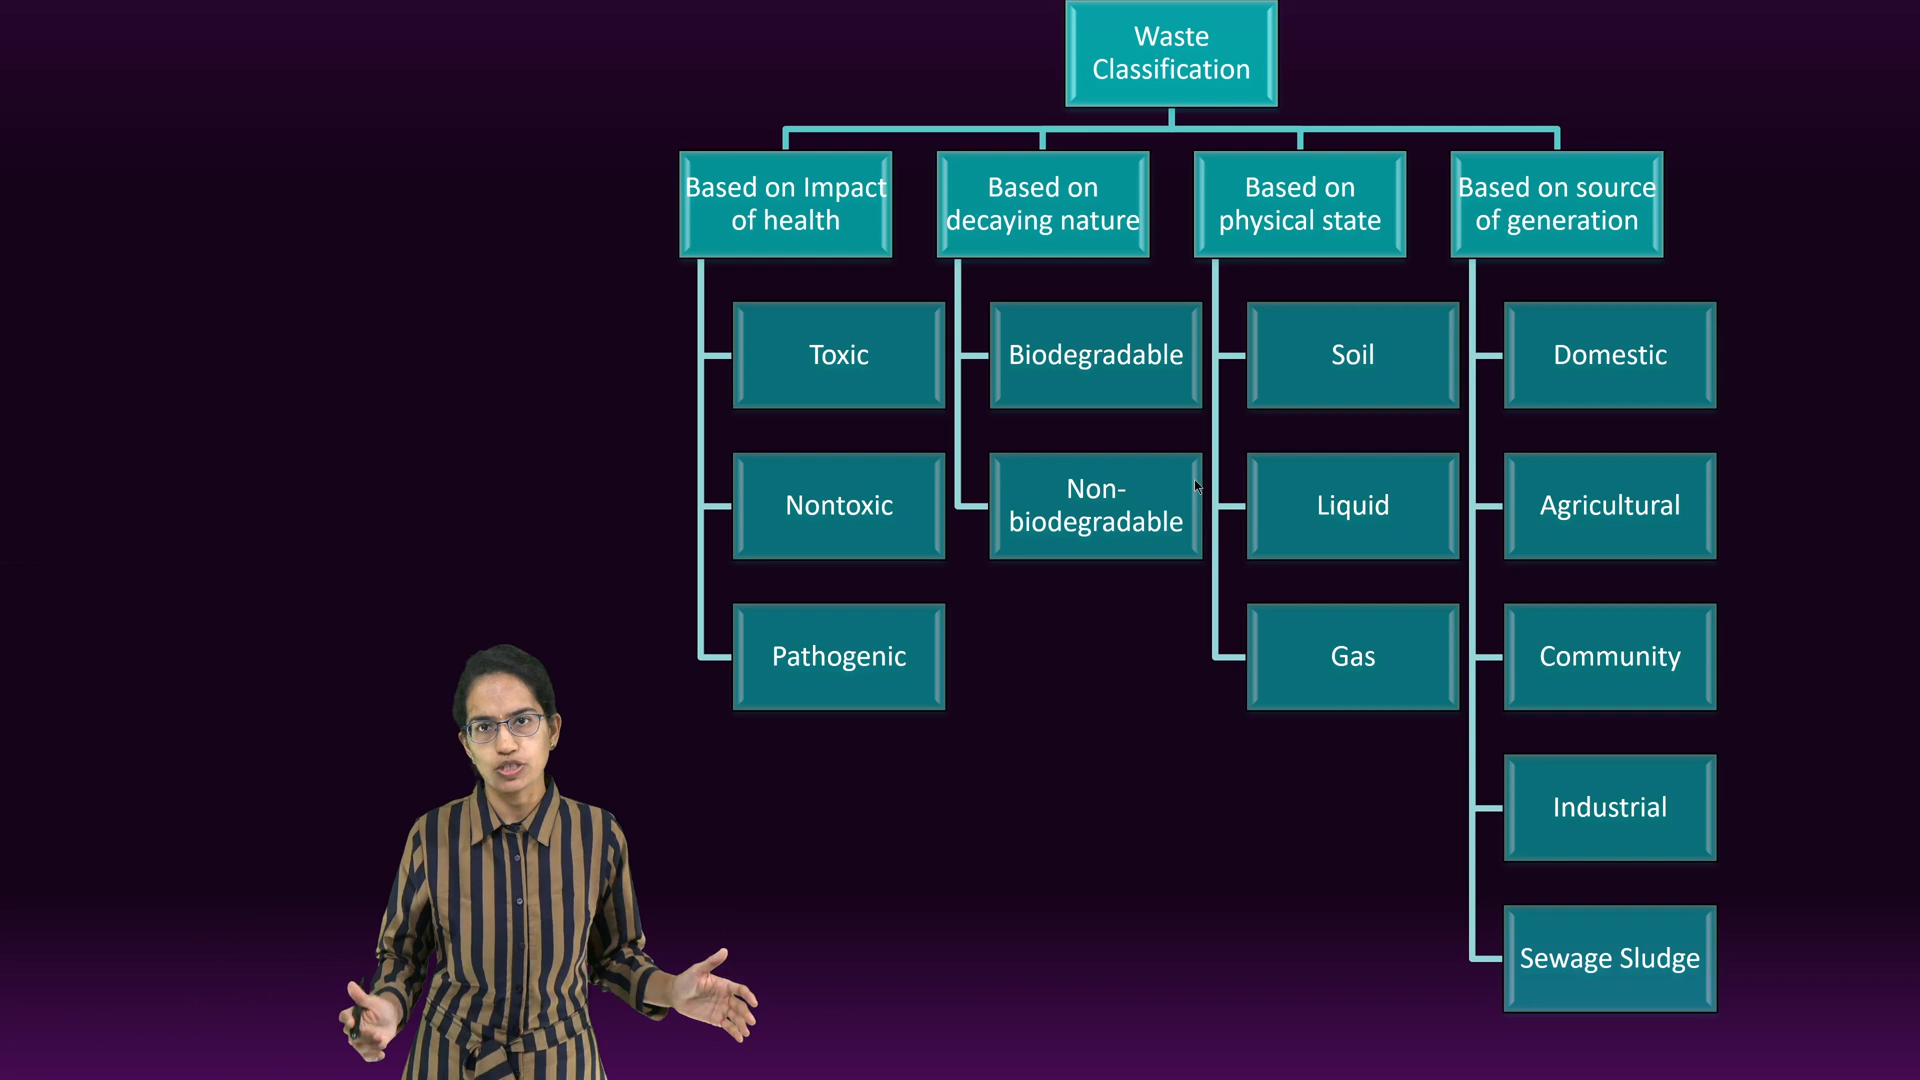 Waste
Classification
Based on Impact
of health
Toxic
Nontoxic
Pathogenic
Based on
decaying nature
Biodegradable
Non-
biodegradable
Based on
physical state
Soil
Liquid
Gas
Based on source
of generation
Domestic
Agricultural
Community
Industrial
Sewage Sludge